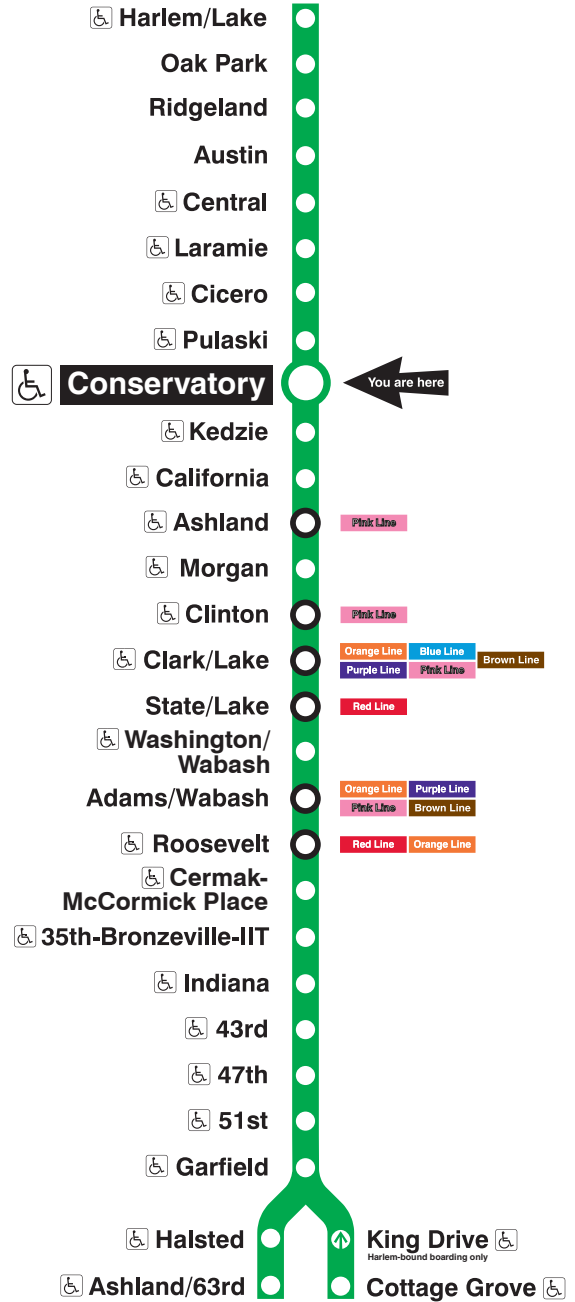 Harlem/Lake
Oak Park
Ridgeland
Austin
Central
Laramie
Cicero
Pulaski
Conservatory
You are here
Kedzie
California
Ashland
Pink Line
Morgan
Clinton
Pink Line
Clark/Lake
Orange Line Blue Line Brown Line
Purple Line Pink Line
State/Lake
Red Line
Washington/
Wabash
Adams/Wabash
Orange Line Purple Line
Pink Line Brown Line
Roosevelt
Red Line Orange Line
Cermak-
McCormick Place
35th-Bronzeville-IIT
Indiana
43rd
47th
51st
Garfield
Halsted
King Drive
Harlem-bound boarding only
Ashland/63rd
Cottage Grove